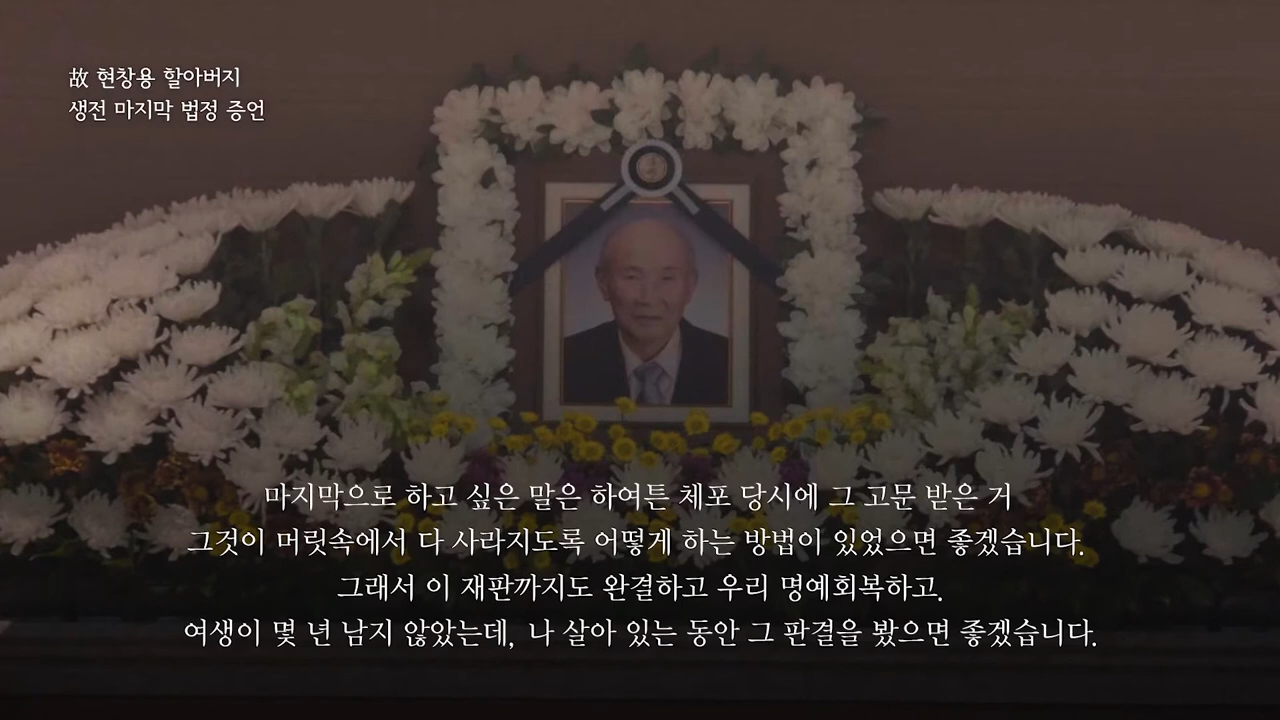 故 현창용 할아버지
생전 마지막 법정 증언
마지막으로 하고 싶은 말은 하여튼 체포 당시에 그 고문 받은 거
그것이 머릿속에서 다 사라지도록 어떻게 하는 방법이 있었으면 좋겠습니다.
그래서 이 재판까지도 완결하고 우리 명예회복하고.
여생이 몇 년 남지 않았는데, 나 살아 있는 동안 그 판결을 봤으면 좋겠습니다.